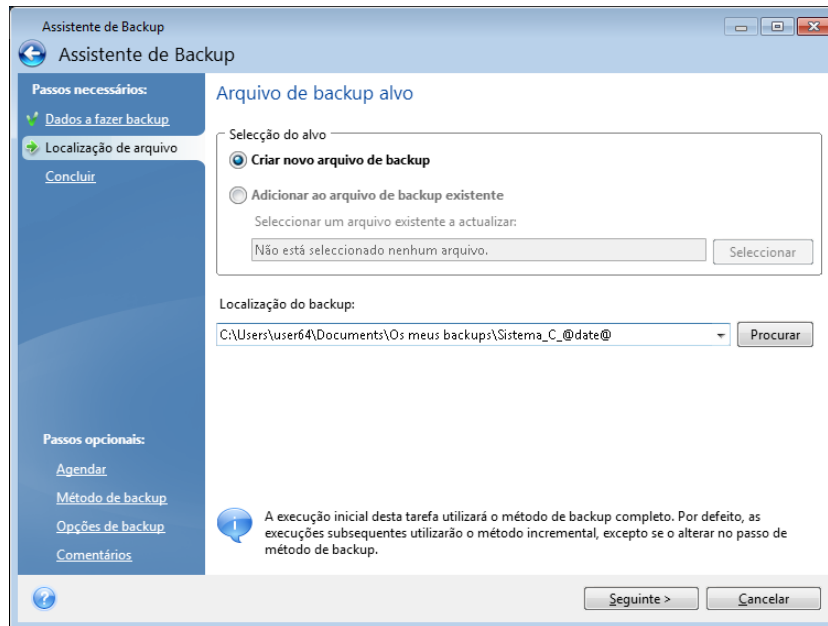 Assistente de Backup
Assistente de Backup
Passos necessários:
Dados a fazer backup
Localização de arquivo
Concluir
Arquivo de backup alvo
Selecção do alvo
Criar novo arquivo de backup
Adicionar ao arquivo de backup existente
Seleccionar um arquivo existente a actualizar:
Não está seleccionado nenhum arquivo.
Seleccionar
Localização do backup:
C:\Users\user64\Documents\Os meus backups\Sistema_C_@date@
Procurar
Passos opcionais:
Agendar
Método de backup
Opções de backup
Comentários
A execução inicial desta tarefa utilizará o método de backup completo. Por defeito, as
execuções subsequentes utilizarão o método incremental, excepto se o alterar no passo de
método de backup.
Seguinte >
Cancelar